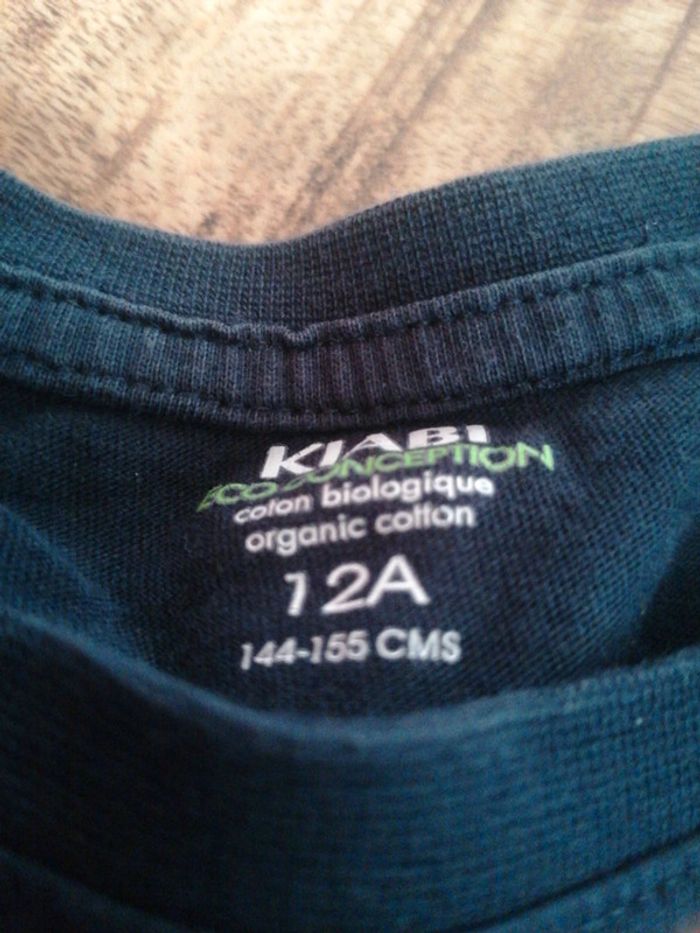 KIABI
ECO-CONCEPTION
coton biologique
organic cotton
12A
144-155 CMS